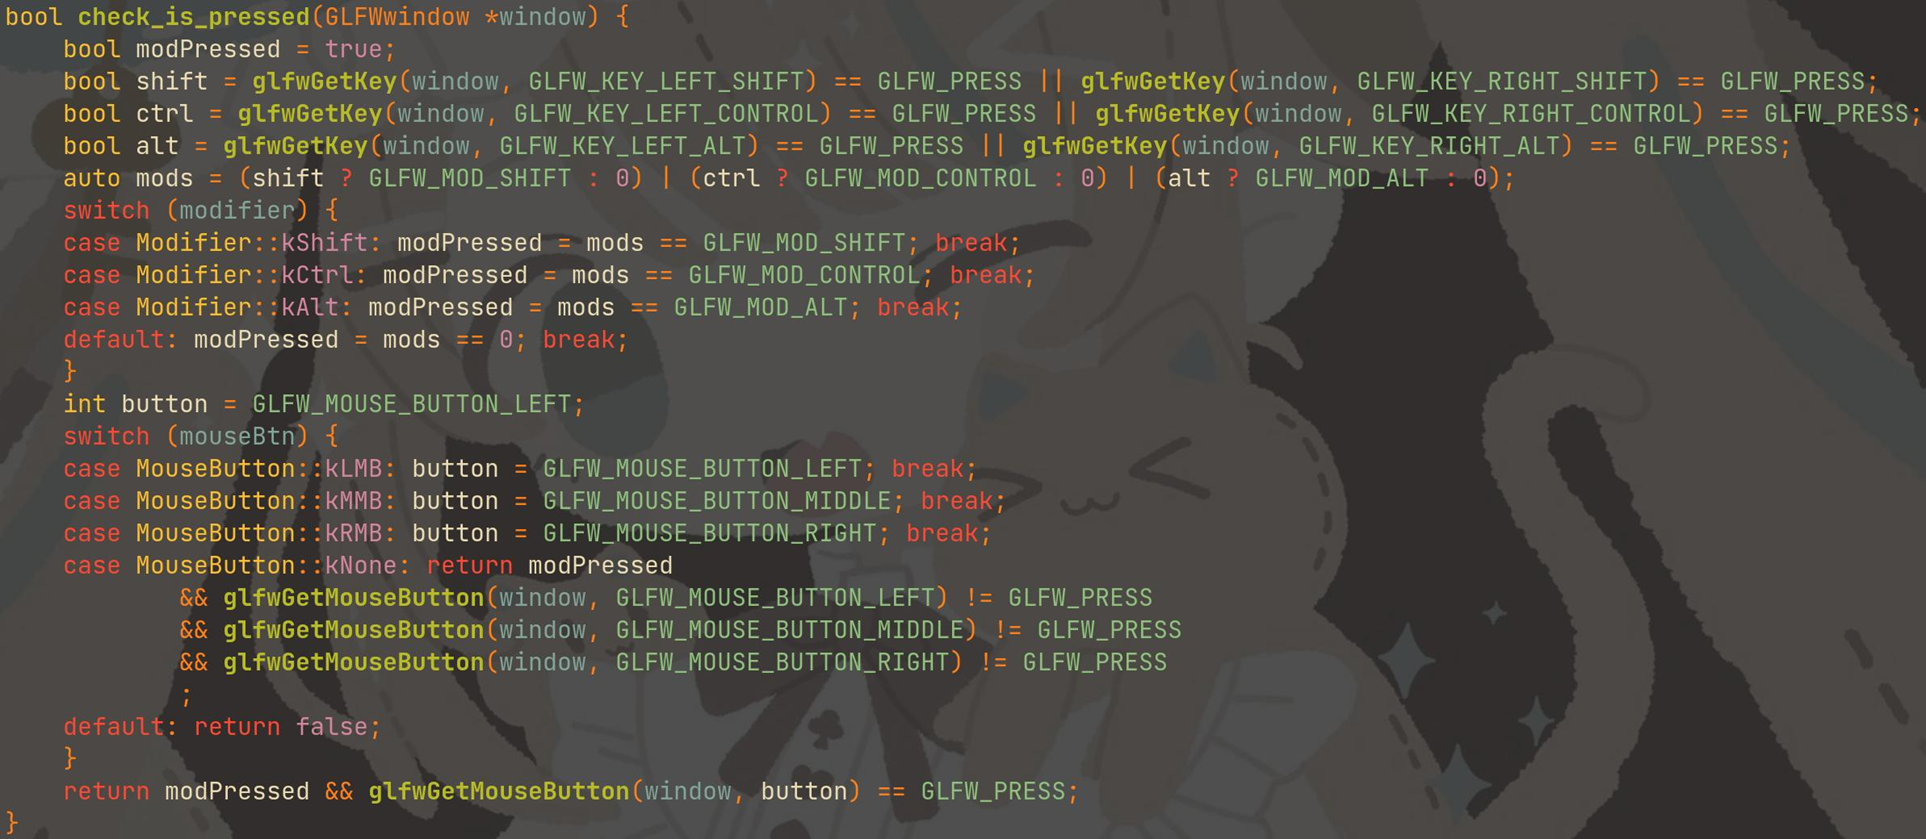 bool check_is_pressed(GLFWwindow *window) {
    bool modPressed = true;
    bool shift = glfwGetKey(window, GLFW_KEY_LEFT_SHIFT) == GLFW_PRESS || glfwGetKey(window, GLFW_KEY_RIGHT_SHIFT) == GLFW_PRESS;
    bool ctrl = glfwGetKey(window, GLFW_KEY_LEFT_CONTROL) == GLFW_PRESS || glfwGetKey(window, GLFW_KEY_RIGHT_CONTROL) == GLFW_PRESS;
    bool alt = glfwGetKey(window, GLFW_KEY_LEFT_ALT) == GLFW_PRESS || glfwGetKey(window, GLFW_KEY_RIGHT_ALT) == GLFW_PRESS;
    auto mods = (shift ? GLFW_MOD_SHIFT : 0) | (ctrl ? GLFW_MOD_CONTROL : 0) | (alt ? GLFW_MOD_ALT : 0);
    switch (modifier) {
    case Modifier::kShift: modPressed = mods == GLFW_MOD_SHIFT; break;
    case Modifier::kCtrl: modPressed = mods == GLFW_MOD_CONTROL; break;
    case Modifier::kAlt: modPressed = mods == GLFW_MOD_ALT; break;
    default: modPressed = mods == 0; break;
    }
    int button = GLFW_MOUSE_BUTTON_LEFT;
    switch (mouseBtn) {
    case MouseButton::kLMB: button = GLFW_MOUSE_BUTTON_LEFT; break;
    case MouseButton::kMMB: button = GLFW_MOUSE_BUTTON_MIDDLE; break;
    case MouseButton::kRMB: button = GLFW_MOUSE_BUTTON_RIGHT; break;
    case MouseButton::kNone: return modPressed
            && glfwGetMouseButton(window, GLFW_MOUSE_BUTTON_LEFT) != GLFW_PRESS
            && glfwGetMouseButton(window, GLFW_MOUSE_BUTTON_MIDDLE) != GLFW_PRESS
            && glfwGetMouseButton(window, GLFW_MOUSE_BUTTON_RIGHT) != GLFW_PRESS
            ;
    default: return false;
    }
    return modPressed && glfwGetMouseButton(window, button) == GLFW_PRESS;
}